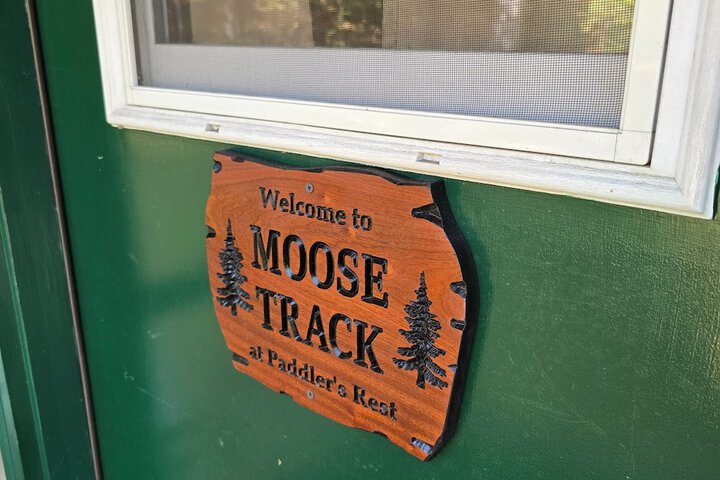 Welcome to
MOOSE
TRACK
at Paddler's Rest